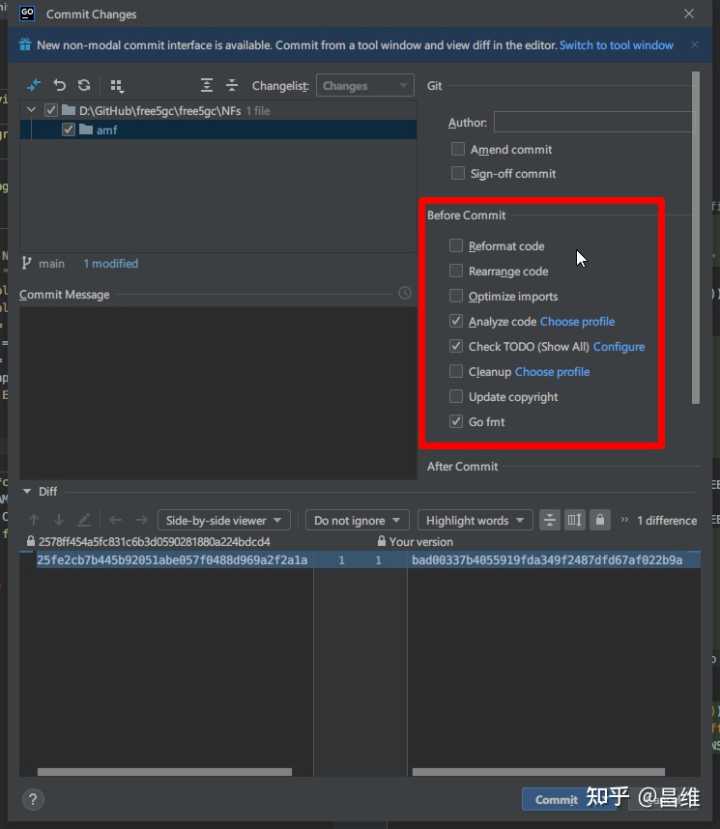 GO Commit Changes
New non-modal commit interface is available. Commit from a tool window and view diff in the editor. Switch to tool window
Changelist: Changes
D:\GitHub\free5gc\free5gc\NFs 1 file
amf
main 1 modified
Commit Message
Git
Author:
Amend commit
Sign-off commit
Before Commit
Reformat code
Rearrange code
Optimize imports
Analyze code Choose profile
Check TODO (Show All) Configure
Cleanup Choose profile
Update copyright
Go fmt
After Commit
Diff
Side-by-side viewer Do not ignore Highlight words 1 difference
2578ff454a5fc831c6b3d0590281880a224bdcd4 Your version
25fe2cb7b445b92051abe057f0488d969a2f2a1a 1 1 bad00337b4055919fda349f2487dfd67af022b9a
? Commit
知乎 @昌维